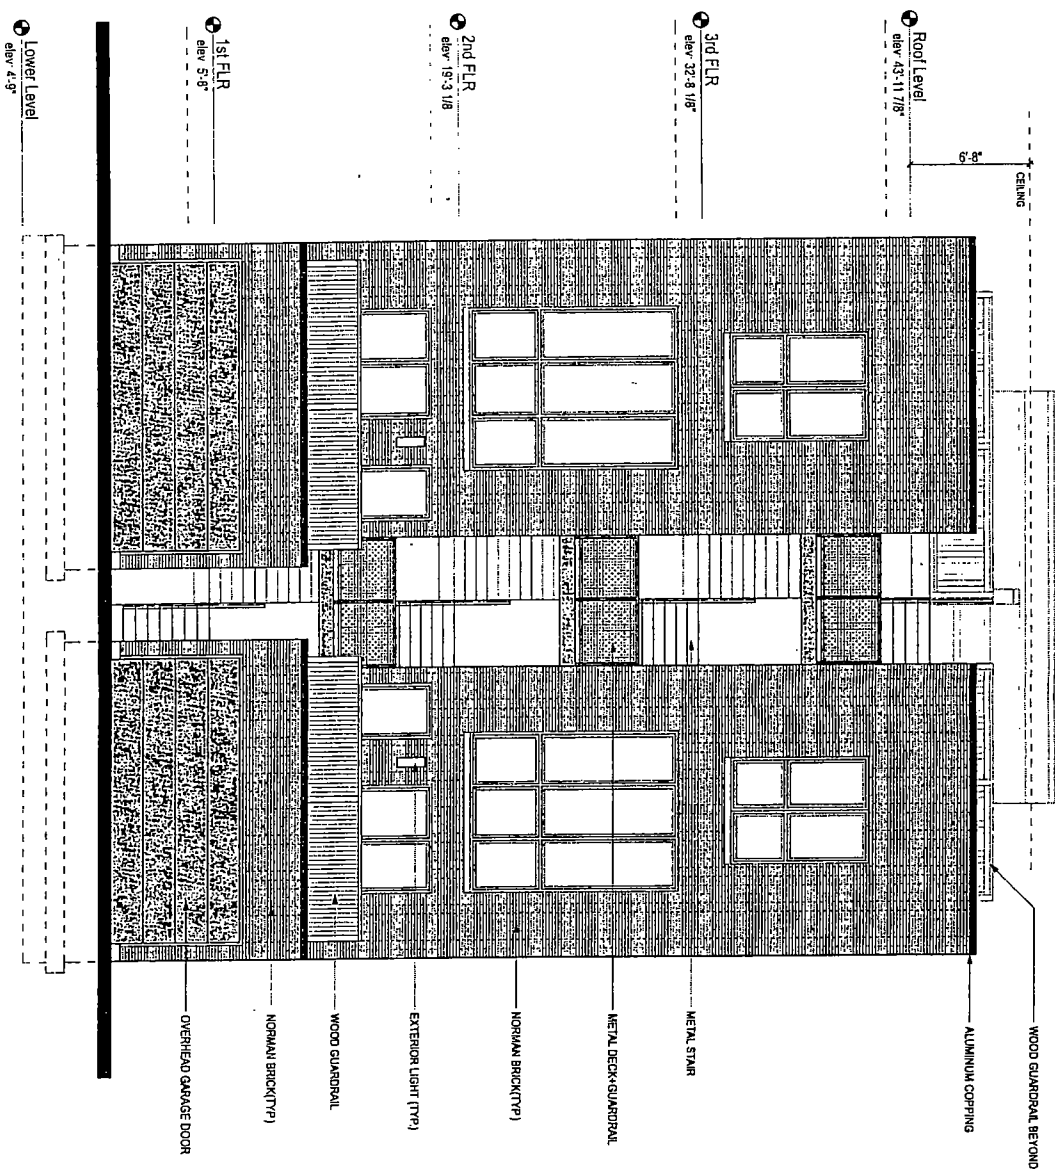 Roof Level
elev 43'-11 7/8"
3rd FLR
elev 32'-8 1/8"
2nd FLR
elev 19'-3 1/8
1st FLR
elev 5'-6"
Lower Level
elev 4'-9"
6'-8"
CEILING
WOOD GUARDRAIL BEYOND
ALUMINIUM COPPING
METAL STAIR
METAL DECK+GUARDRAIL
NORMAN BRICK(TYP)
EXTERIOR LIGHT (TYP.)
WOOD GUARDRAIL
NORMAN BRICK(TYP)
OVERHEAD GARAGE DOOR